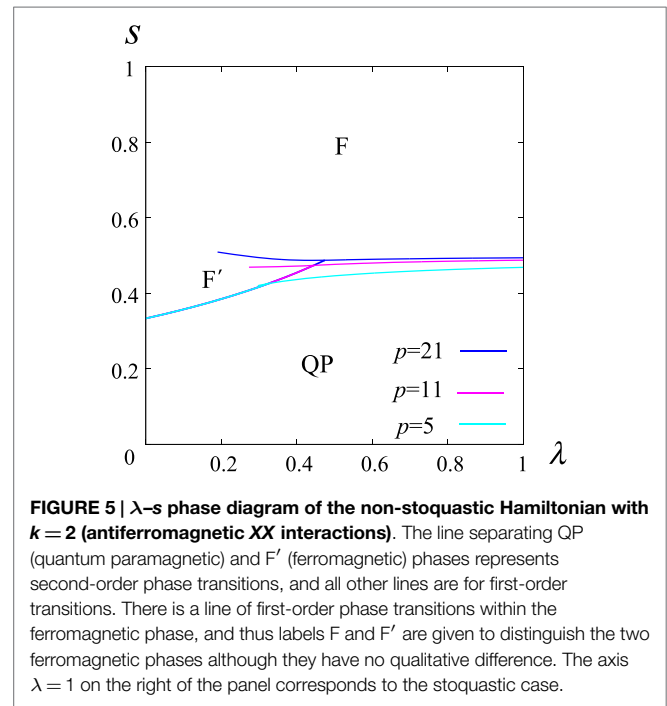 s
1
0.8
0.6
0.4
0.2
0
F
F′
QP
p=21
p=11
p=5
0.2 0.4 0.6 0.8 1 λ
FIGURE 5 | λ–s phase diagram of the non-stoquastic Hamiltonian with
k = 2 (antiferromagnetic XX interactions). The line separating QP
(quantum paramagnetic) and F′ (ferromagnetic) phases represents
second-order phase transitions, and all other lines are for first-order
transitions. There is a line of first-order phase transitions within the
ferromagnetic phase, and thus labels F and F′ are given to distinguish the two
ferromagnetic phases although they have no qualitative difference. The axis
λ = 1 on the right of the panel corresponds to the stoquastic case.